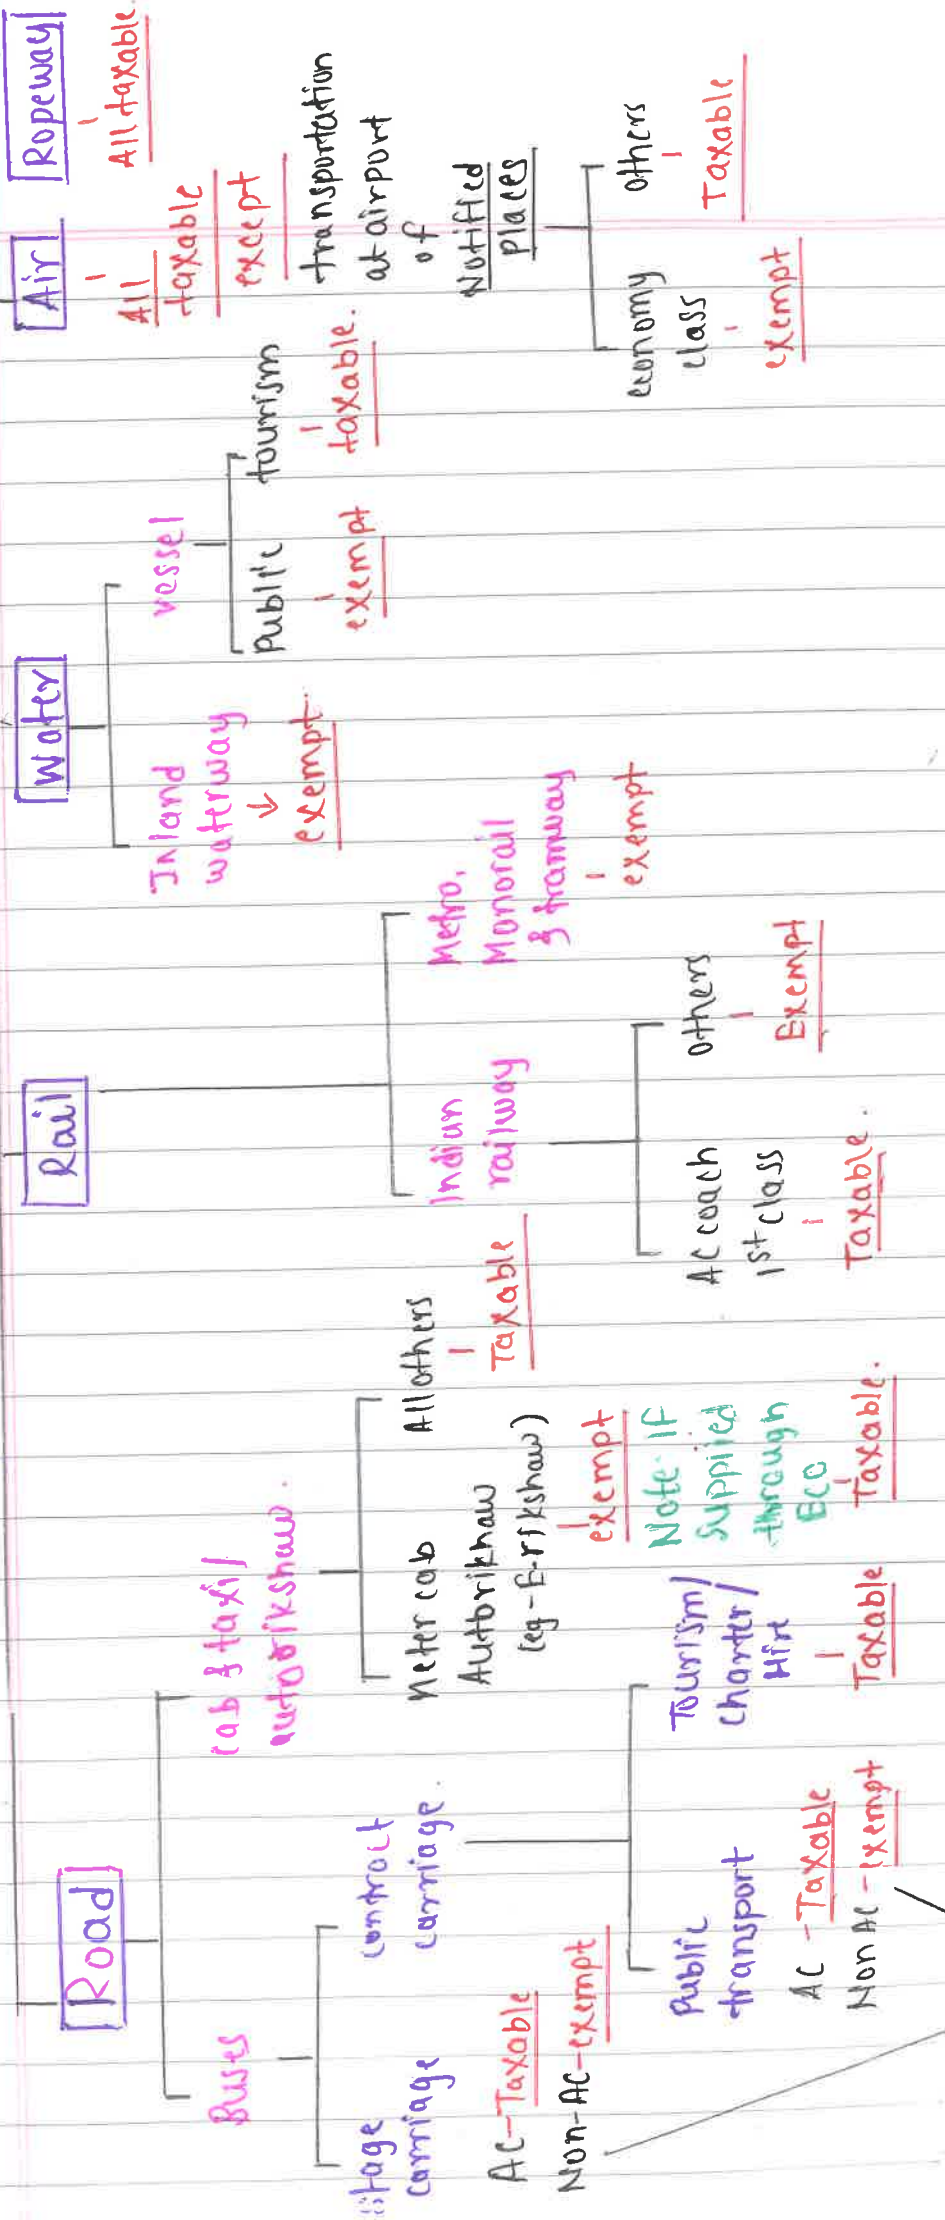 Road
Buses
stage
carriage
AC-Taxable
Non-AC-exempt
contract
carriage.
Public
transport
AC-Taxable
Non AC-exempt
Tourism/
charter/
Hire
Taxable
cab & taxi/
autorikshaw.
Meter cab
Autorikhaw
(eg-E-rikshaw)
exempt
Note: IF
supplied
through
ECO
Taxable.
All others
Taxable
Rail
Indian
railway
AC coach
1st class
Taxable.
others
Exempt
Metro,
Monorail
& tramway
exempt
Water
Inland
waterway
exempt.
vessel
Public
exempt
tourism
taxable.
Air
All
taxable
except
transportation
at airport
of
Notified
places
economy
class
exempt
others
Taxable
Ropeway
All taxable.